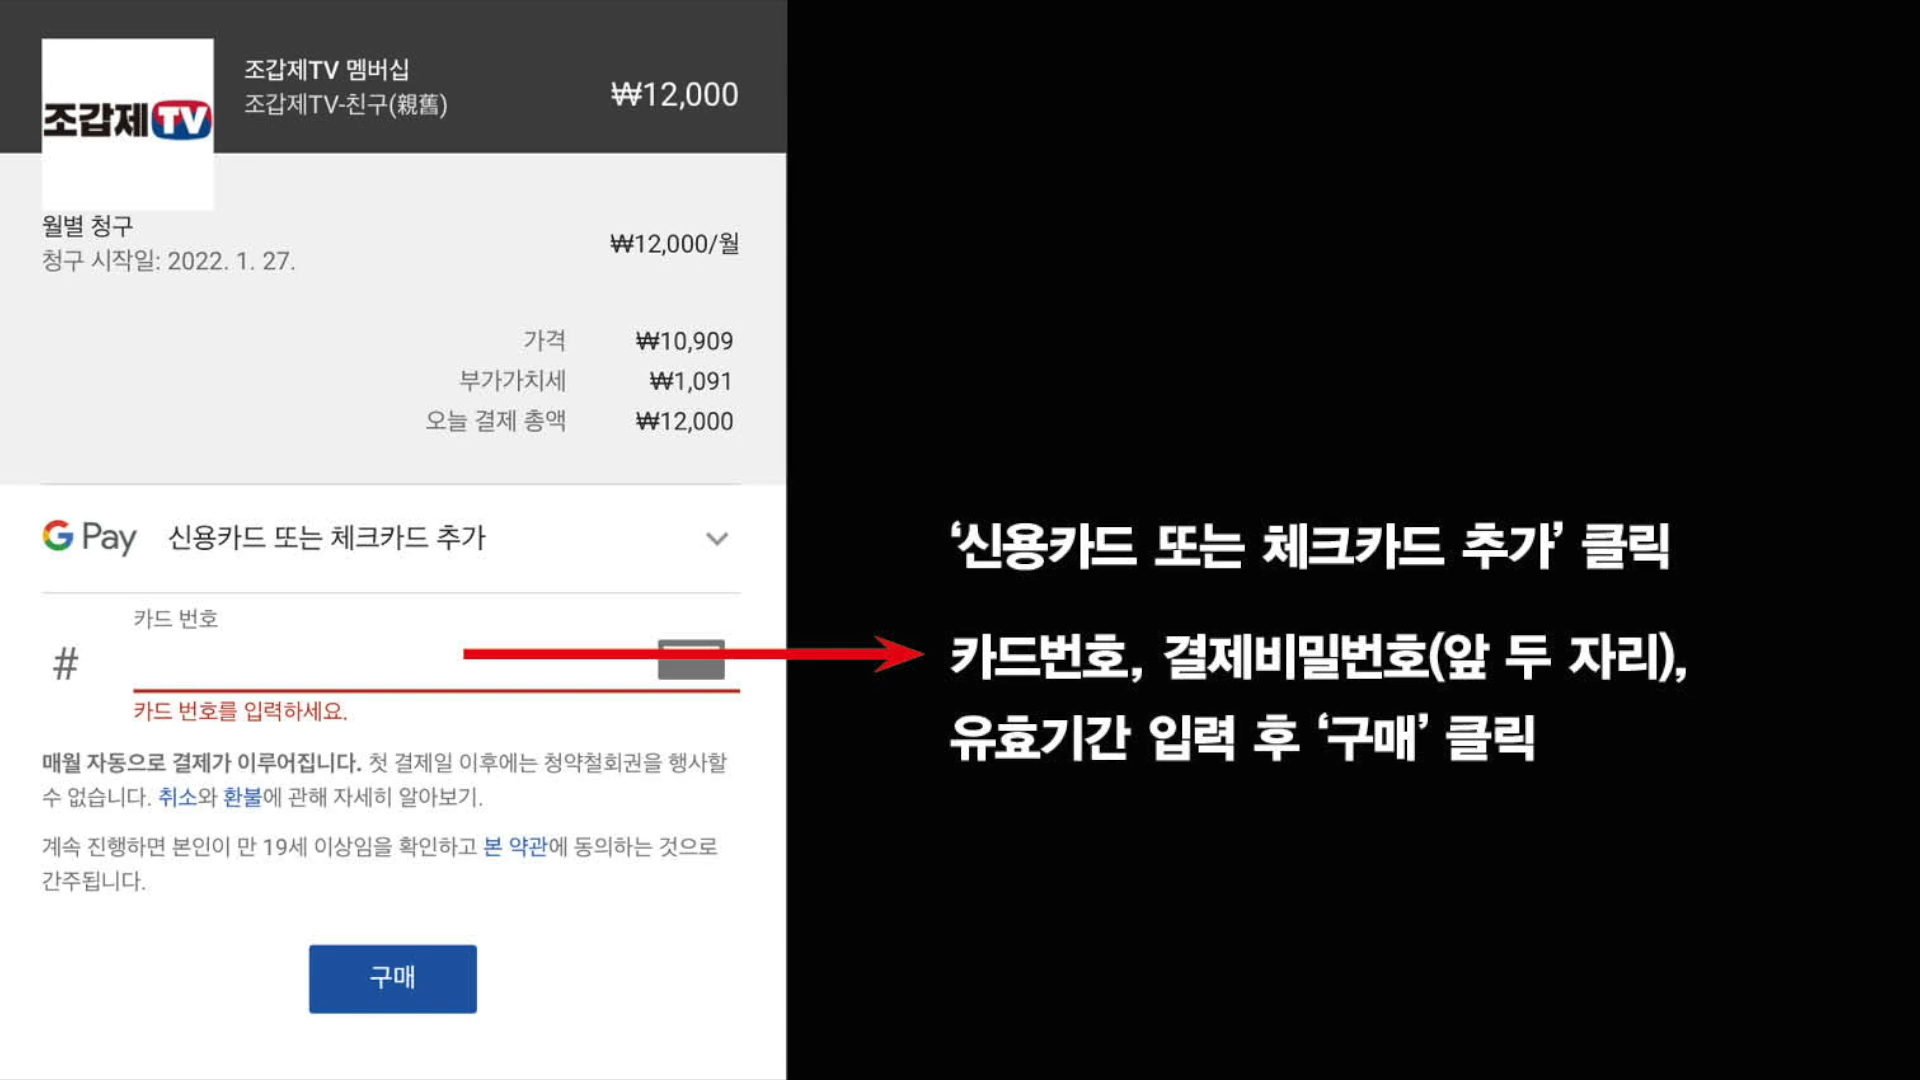 조갑제TV
조갑제TV 멤버십
조갑제TV-친구(親舊)
₩12,000
월별 청구
청구 시작일: 2022. 1. 27.
₩12,000/월
가격 ₩10,909
부가가치세 ₩1,091
오늘 결제 총액 ₩12,000
G Pay 신용카드 또는 체크카드 추가
카드 번호
#
카드 번호를 입력하세요.
매월 자동으로 결제가 이루어집니다. 첫 결제일 이후에는 청약철회권을 행사할
수 없습니다. 취소와 환불에 관해 자세히 알아보기.
계속 진행하면 본인이 만 19세 이상임을 확인하고 본 약관에 동의하는 것으로
간주됩니다.
구매
‘신용카드 또는 체크카드 추가’ 클릭
카드번호, 결제비밀번호(앞 두 자리),
유효기간 입력 후 ‘구매’ 클릭